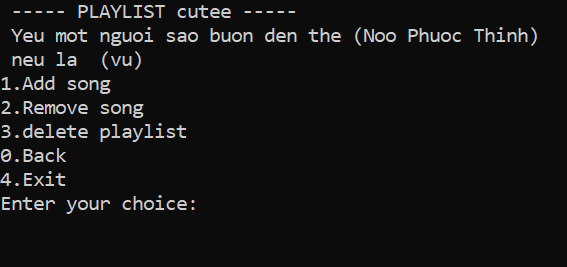 ----- PLAYLIST cutee -----
Yeu mot nguoi sao buon den the (Noo Phuoc Thinh)
neu la  (vu)
1.Add song
2.Remove song
3.delete playlist
0.Back
4.Exit
Enter your choice: